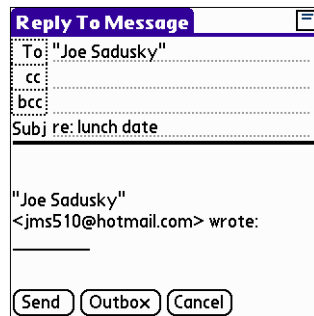 Reply To Message
To "Joe Sadusky"
cc
bcc
Subj re: lunch date
"Joe Sadusky"
<jms510@hotmail.com> wrote:
Send Outbox Cancel